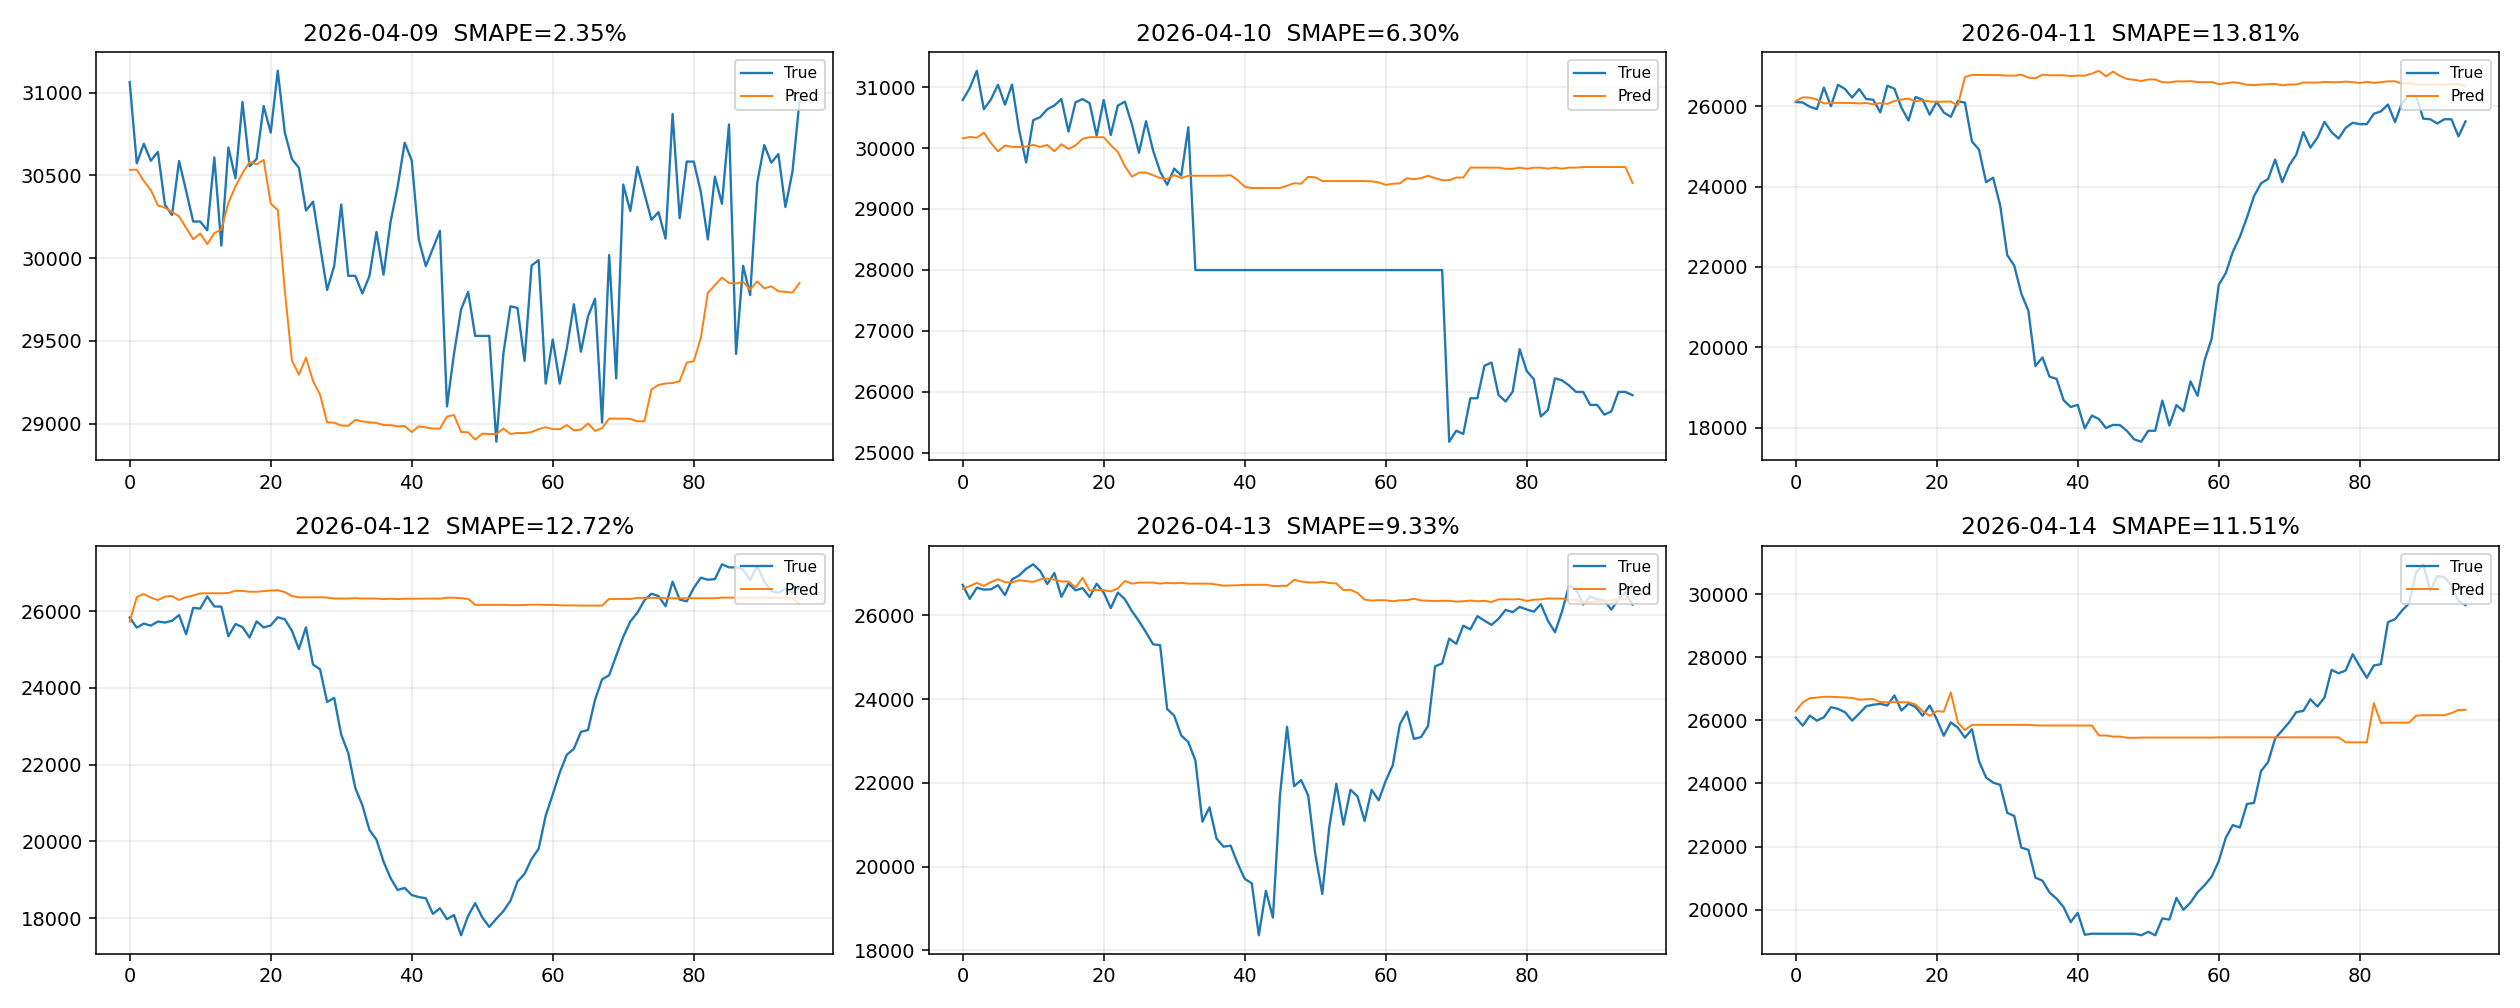 2026-04-09 SMAPE=2.35%
True
Pred
31000
30500
30000
29500
29000
0 20 40 60 80
2026-04-10 SMAPE=6.30%
True
Pred
31000
30000
29000
28000
27000
26000
25000
0 20 40 60 80
2026-04-11 SMAPE=13.81%
True
Pred
26000
24000
22000
20000
18000
0 20 40 60 80
2026-04-12 SMAPE=12.72%
True
Pred
26000
24000
22000
20000
18000
0 20 40 60 80
2026-04-13 SMAPE=9.33%
True
Pred
26000
24000
22000
20000
18000
0 20 40 60 80
2026-04-14 SMAPE=11.51%
True
Pred
30000
28000
26000
24000
22000
20000
0 20 40 60 80